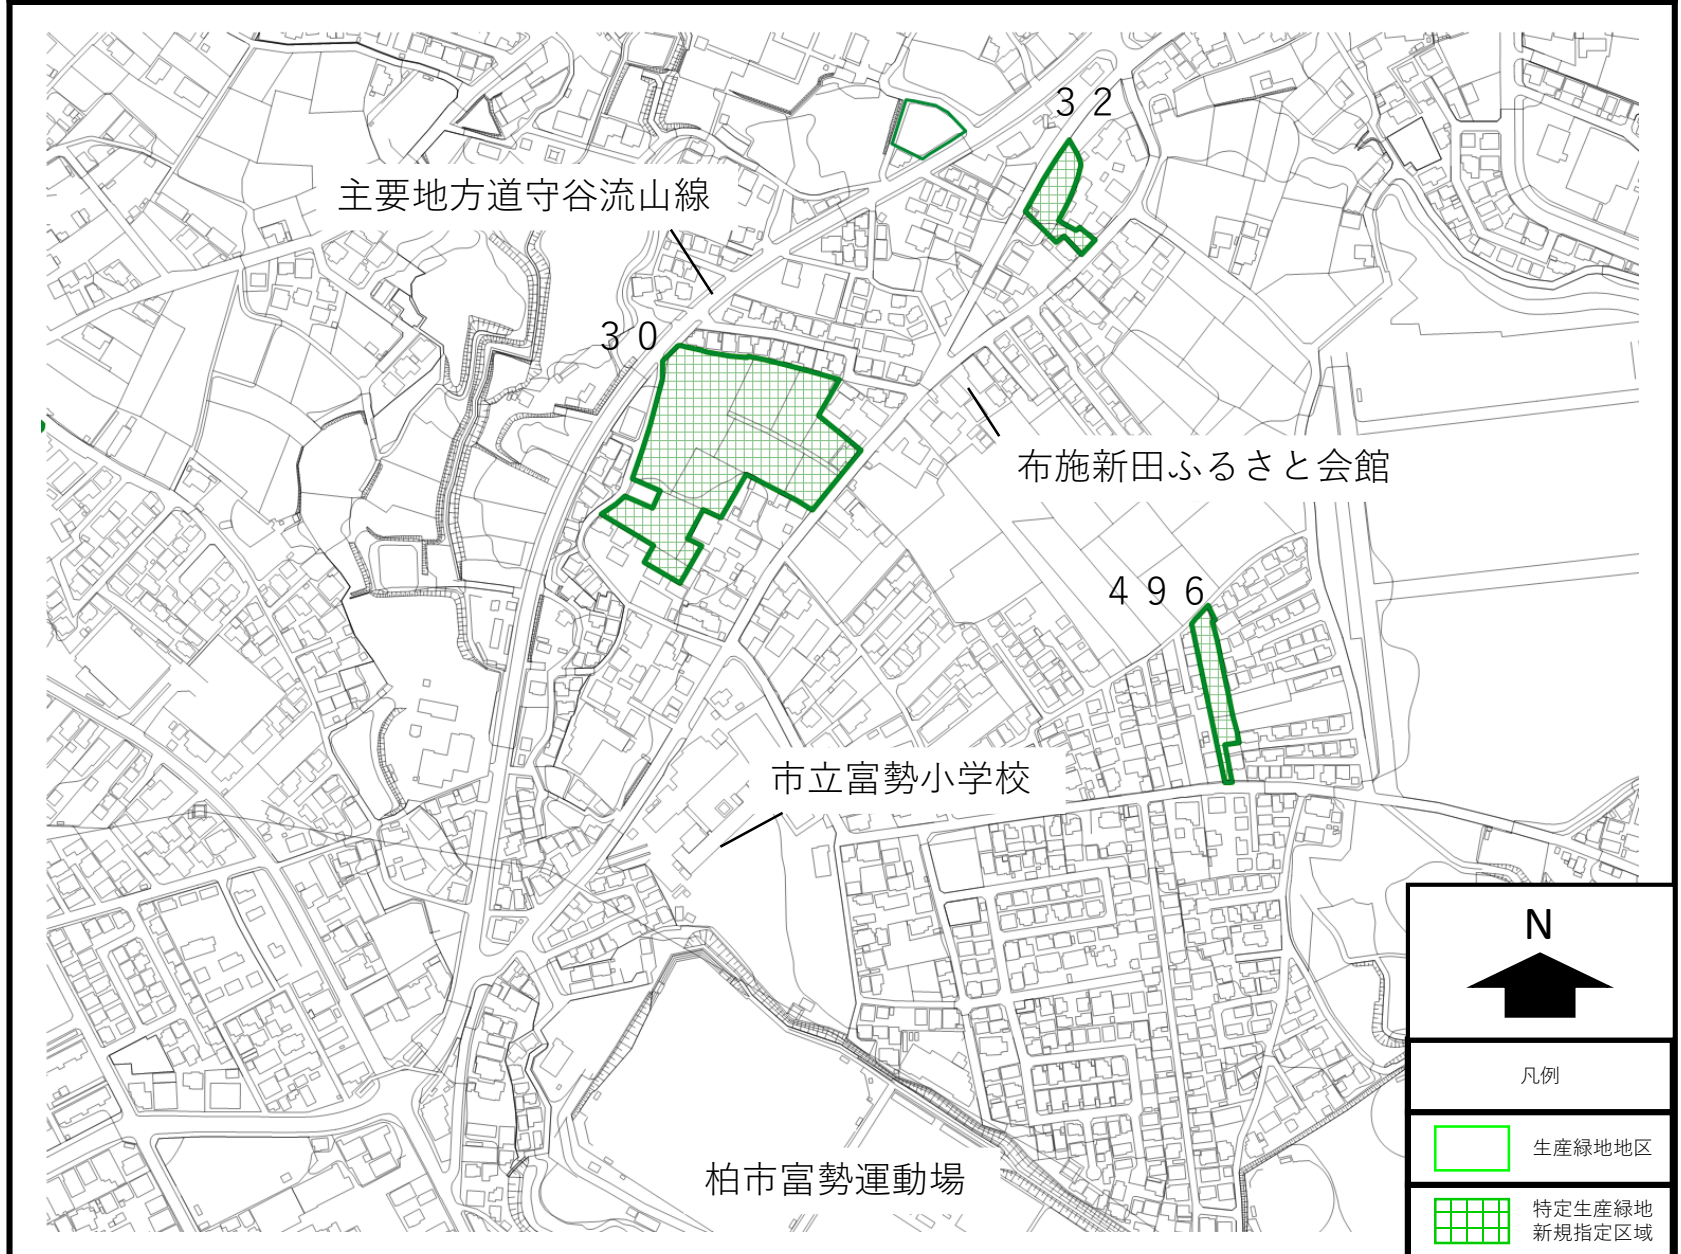 ３２
主要地方道守谷流山線
３０
布施新田ふるさと会館
４９６
市立富勢小学校
柏市富勢運動場
N
凡例
生産緑地地区
特定生産緑地
新規指定区域